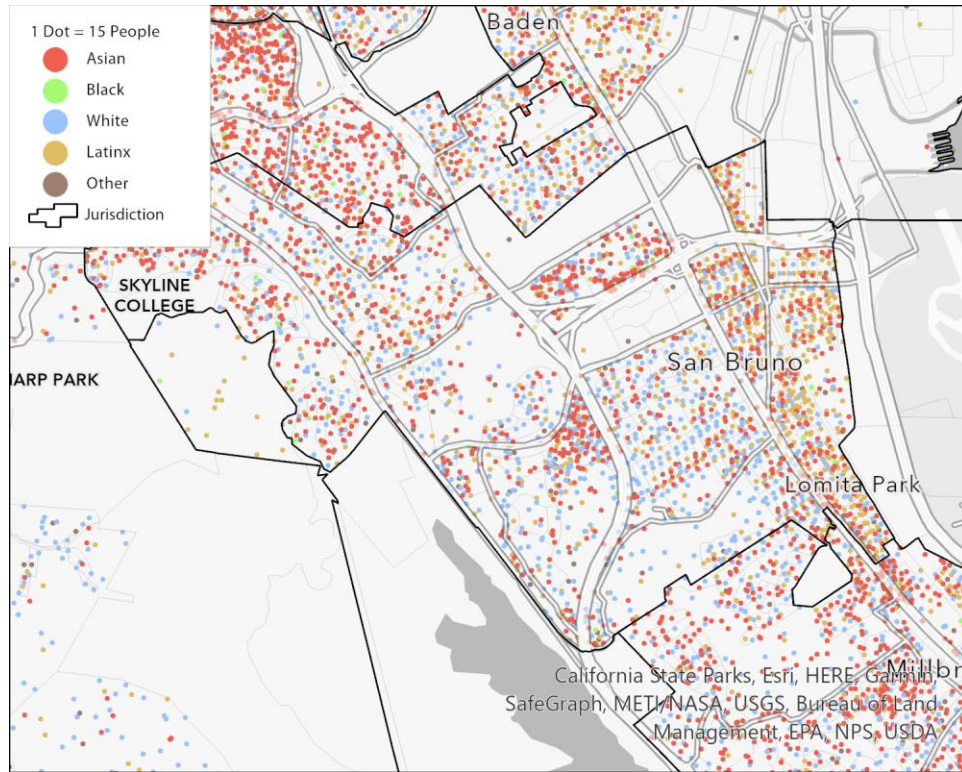 1 Dot = 15 People
Asian
Black
White
Latinx
Other
Jurisdiction
Baden
SKYLINE
COLLEGE
HARP PARK
San Bruno
Lomita Park
Millbr
California State Parks, Esri, HERE, Garmin,
SafeGraph, METI/NASA, USGS, Bureau of Land
Management, EPA, NPS, USDA